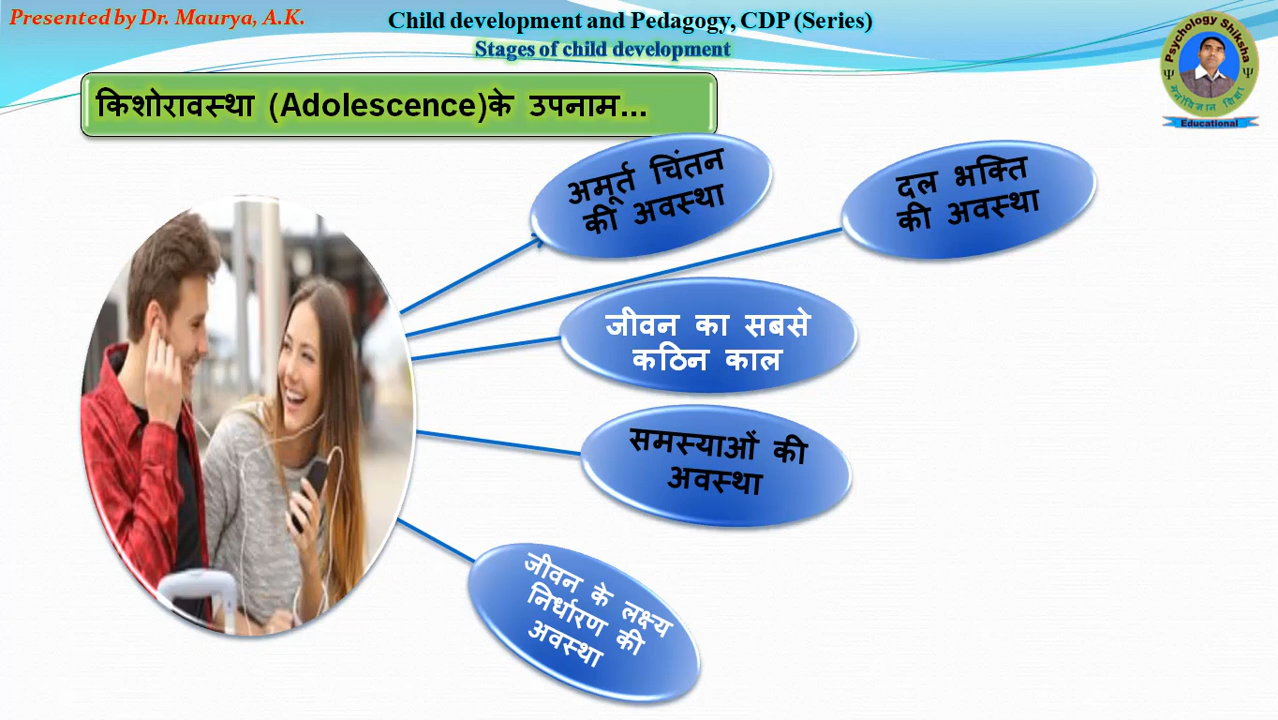 Presented by Dr. Maurya, A.K.
Child development and Pedagogy, CDP (Series)
Stages of child development
Psychology Shiksha
Ψ Ψ
मनोविज्ञान शिक्षा
Educational
किशोरावस्था (Adolescence)के उपनाम...
अमूर्त चिंतन
की अवस्था
दल भक्ति
की अवस्था
जीवन का सबसे
कठिन काल
समस्याओं की
अवस्था
जीवन के लक्ष्य
निर्धारण की
अवस्था